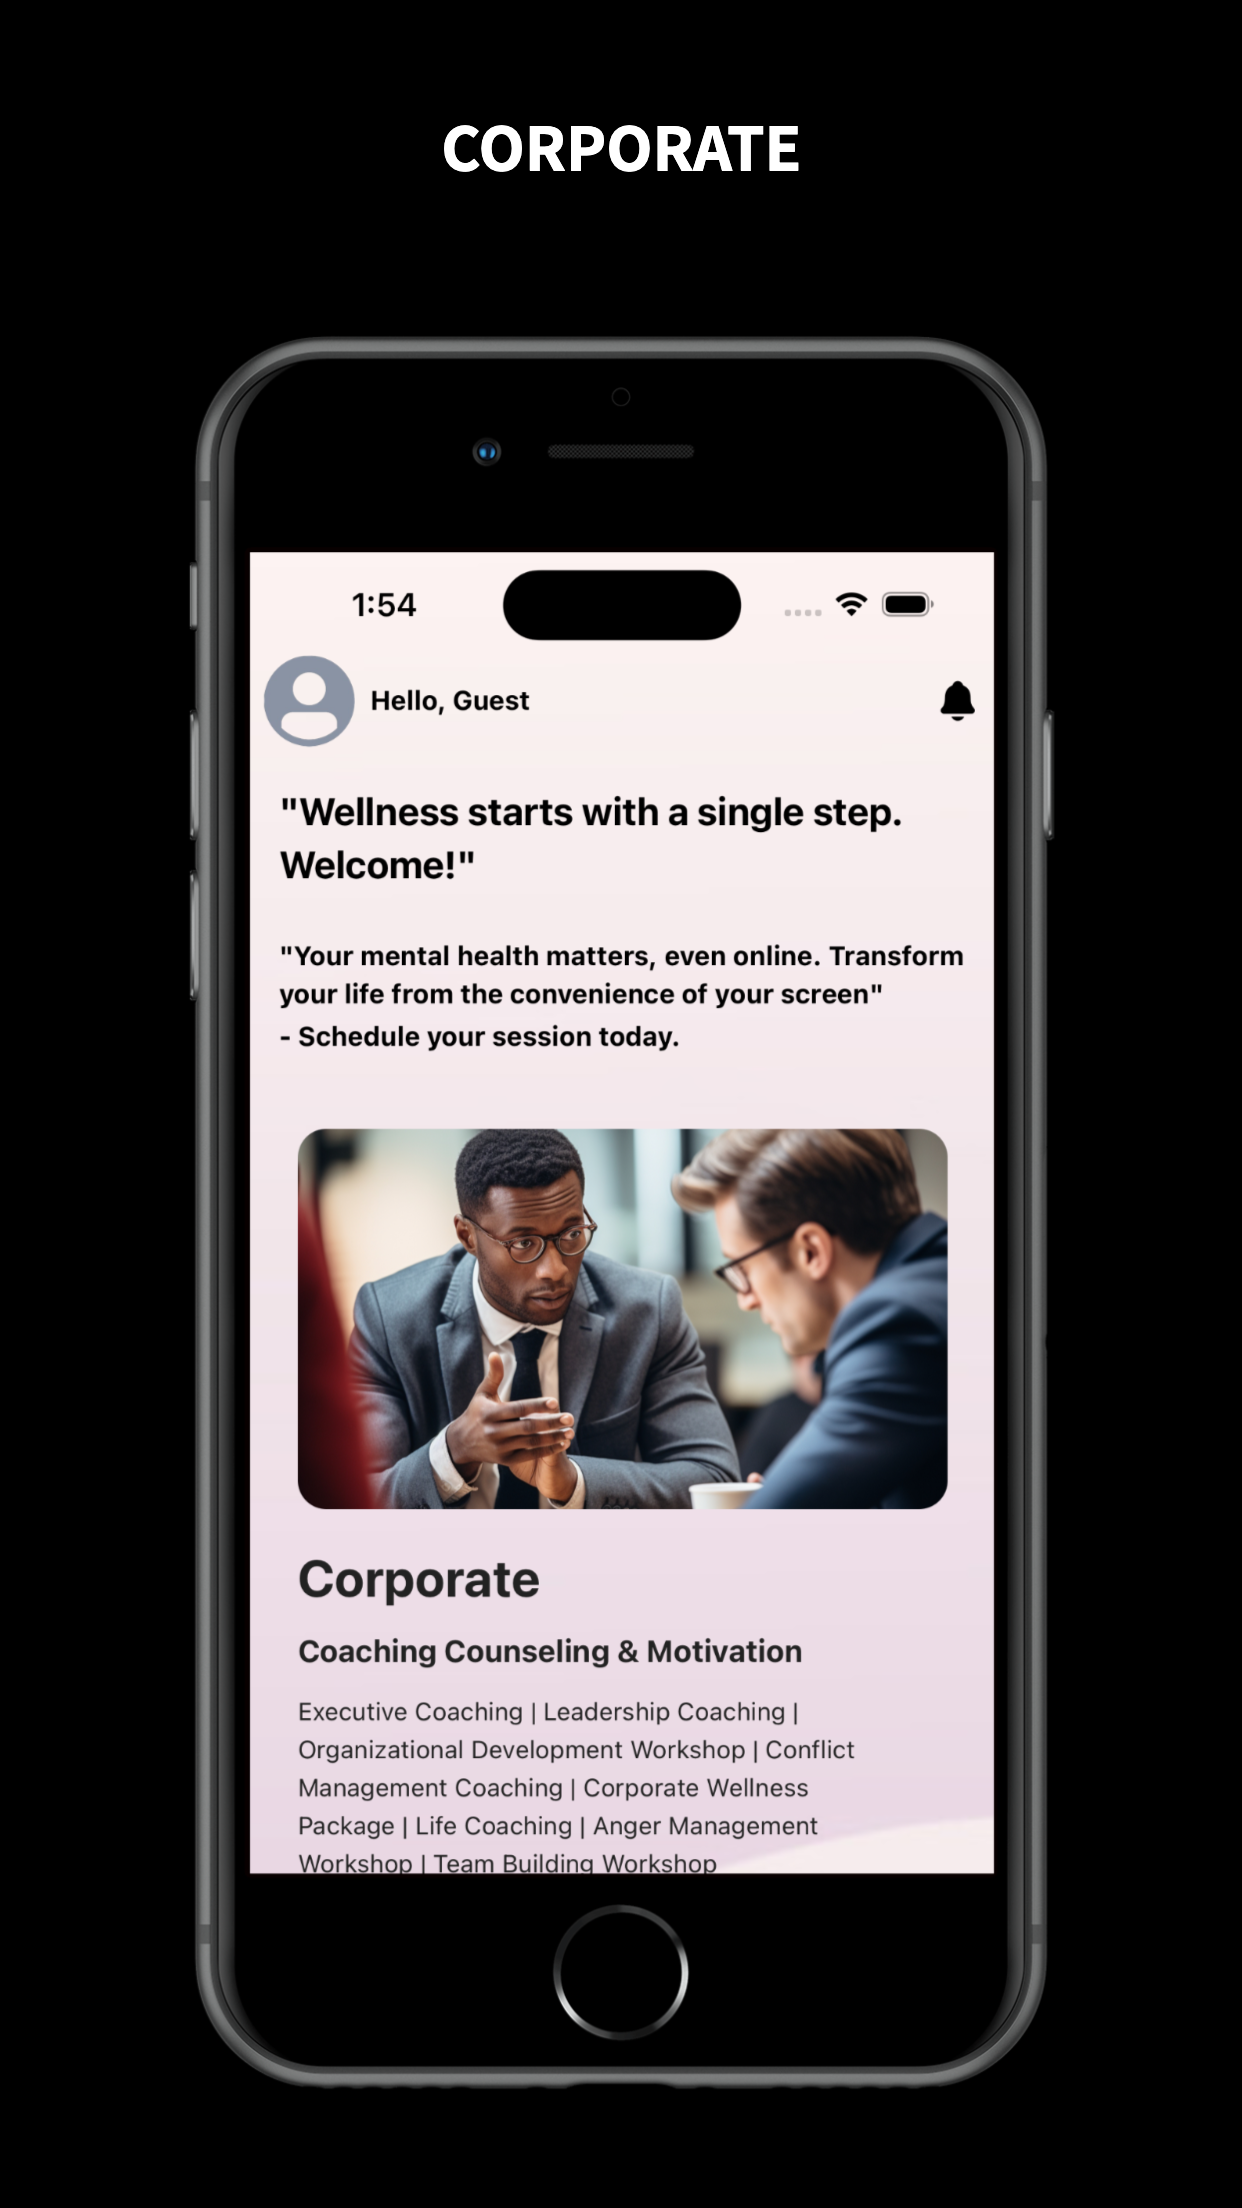 CORPORATE
1:54
Hello, Guest
"Wellness starts with a single step.
Welcome!"
"Your mental health matters, even online. Transform
your life from the convenience of your screen"
- Schedule your session today.
Corporate
Coaching Counseling & Motivation
Executive Coaching | Leadership Coaching |
Organizational Development Workshop | Conflict
Management Coaching | Corporate Wellness
Package | Life Coaching | Anger Management
Workshop | Team Building Workshop